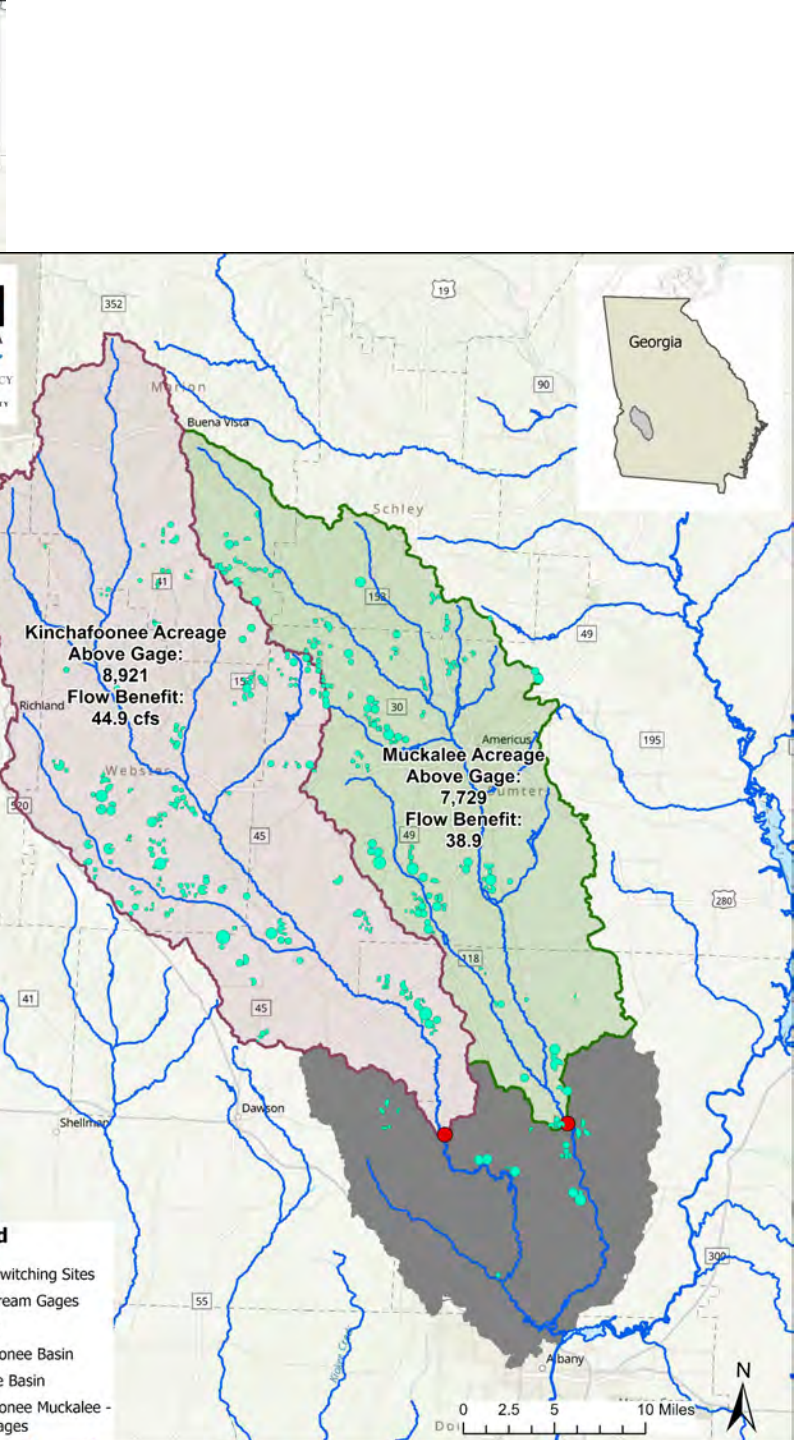 352
19
Georgia
CY
Marion
90
Buena Vista
Schley
41
153
49
Kinchafoonee Acreage
Above Gage:
8,921
Flow Benefit:
44.9 cfs
Richland
30
195
Americus
Muckalee Acreage
Above Gage:
7,729
Flow Benefit:
38.9
Webster
Sumter
520
45
49
280
118
41
45
Shellman
Dawson
300
d
witching Sites
ream Gages
55
onee Basin
e Basin
onee Muckalee -
ages
Albany
N
0 2.5 5 10 Miles